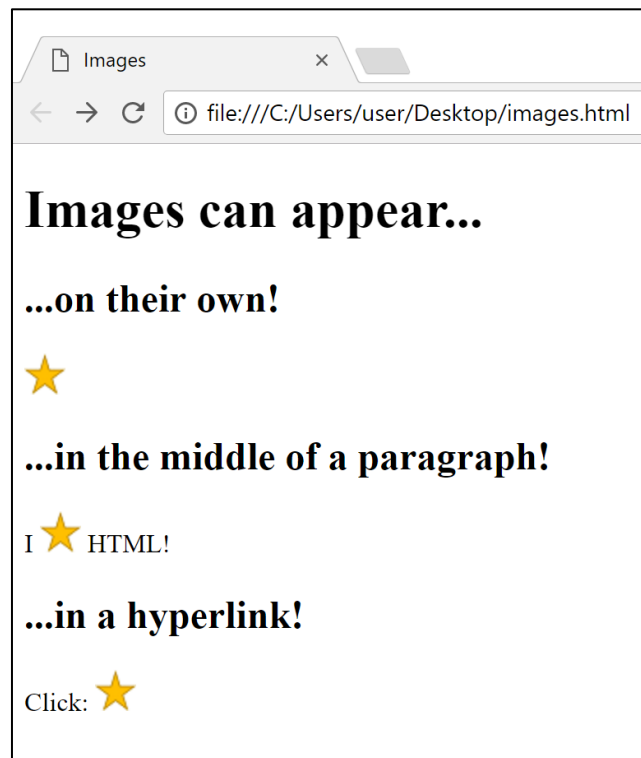 Images
file:///C:/Users/user/Desktop/images.html
Images can appear...
...on their own!
...in the middle of a paragraph!
I HTML!
...in a hyperlink!
Click: